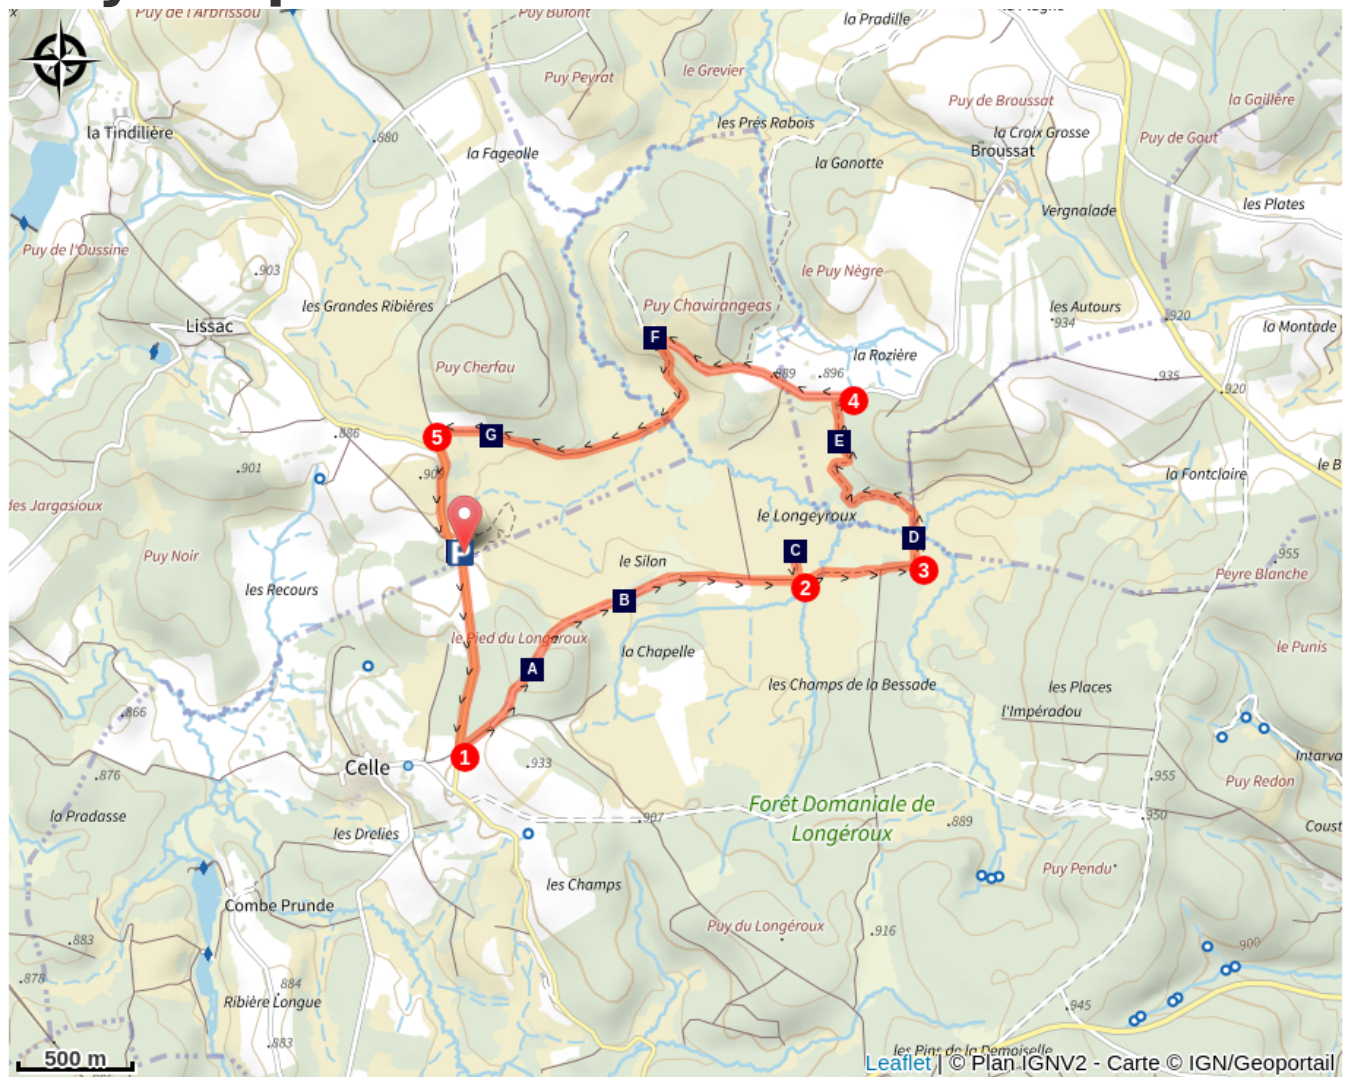 Puy de l'Arbrissou
Puy Bufont
la Pradille
Puy Peyrat
le Grevier
Puy de Broussat
la Gaillère
la Tindilière
.880
les Prés Rabois
la Croix Grosse
Puy de Gout
la Fageolle
la Ganotte
Broussat
Vergnalade
les Plates
Puy de l'Oussine
.903
le Puy Nègre
les Grandes Ribières
Puy Chavirangeas
les Autours
.934
.920
Lissac
la Montade
F
la Rozière
Puy Cherfau
889
.896
.935
.920
4
5
G
E
.886
.901
.90
la Fontclaire
le B
des Jargasioux
le Longeyroux
P
D
Puy Noir
C
le Silon
3
.955
Peyre Blanche
les Recours
2
B
le Pied du Longéroux
la Chapelle
le Punis
A
les Champs de la Bessade
les Places
l'Impéradou
.866
1
Celle
.933
.876
.955
Intarva
Puy Redon
la Pradasse
Forêt Domaniale de
Longéroux
.907
.889
.950
Coust
les Drelies
Puy Pendu
les Champs
Combe Prunde
Puy du Longéroux
.916
.883
900
.878
.884
Ribière Longue
.945
.883
500 m
les Pins de la Demoiselle
Leaflet | © Plan IGNV2 - Carte © IGN/Geoportail